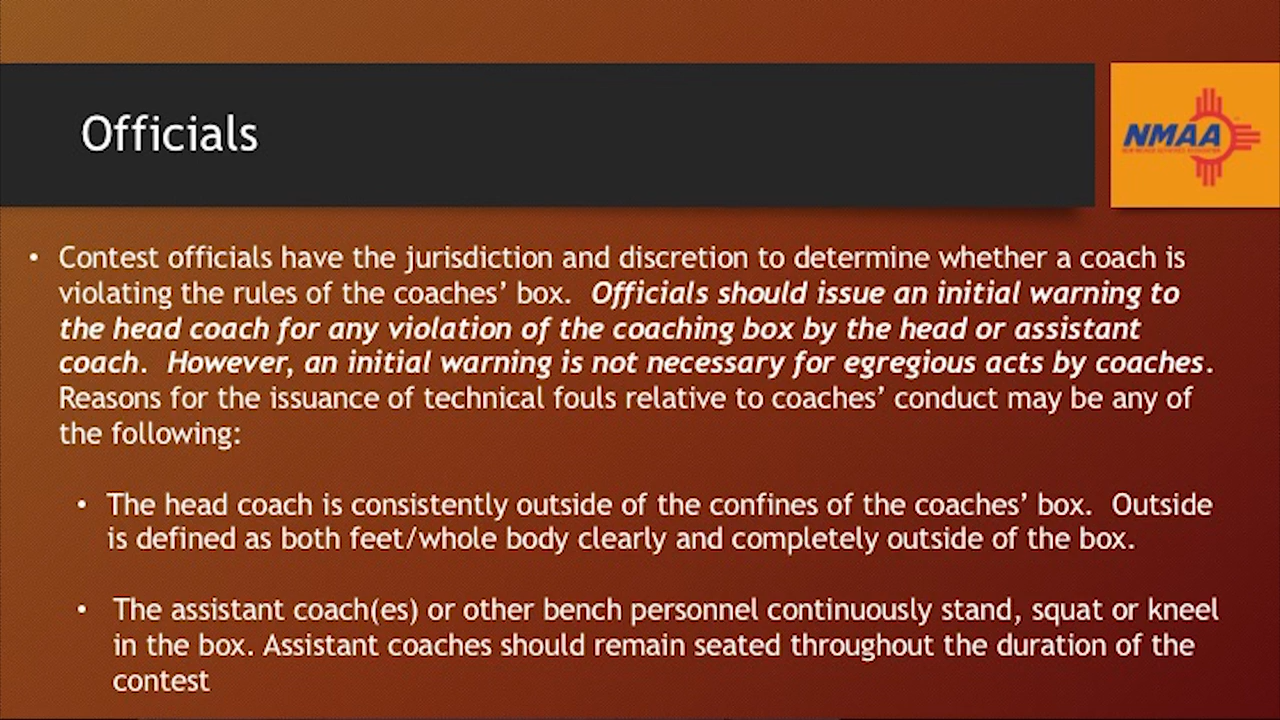 Officials
NMAA
• Contest officials have the jurisdiction and discretion to determine whether a coach is
violating the rules of the coaches’ box.  Officials should issue an initial warning to
the head coach for any violation of the coaching box by the head or assistant
coach.  However, an initial warning is not necessary for egregious acts by coaches.
Reasons for the issuance of technical fouls relative to coaches’ conduct may be any of
the following:
• The head coach is consistently outside of the confines of the coaches’ box.  Outside
is defined as both feet/whole body clearly and completely outside of the box.
• The assistant coach(es) or other bench personnel continuously stand, squat or kneel
in the box. Assistant coaches should remain seated throughout the duration of the
contest